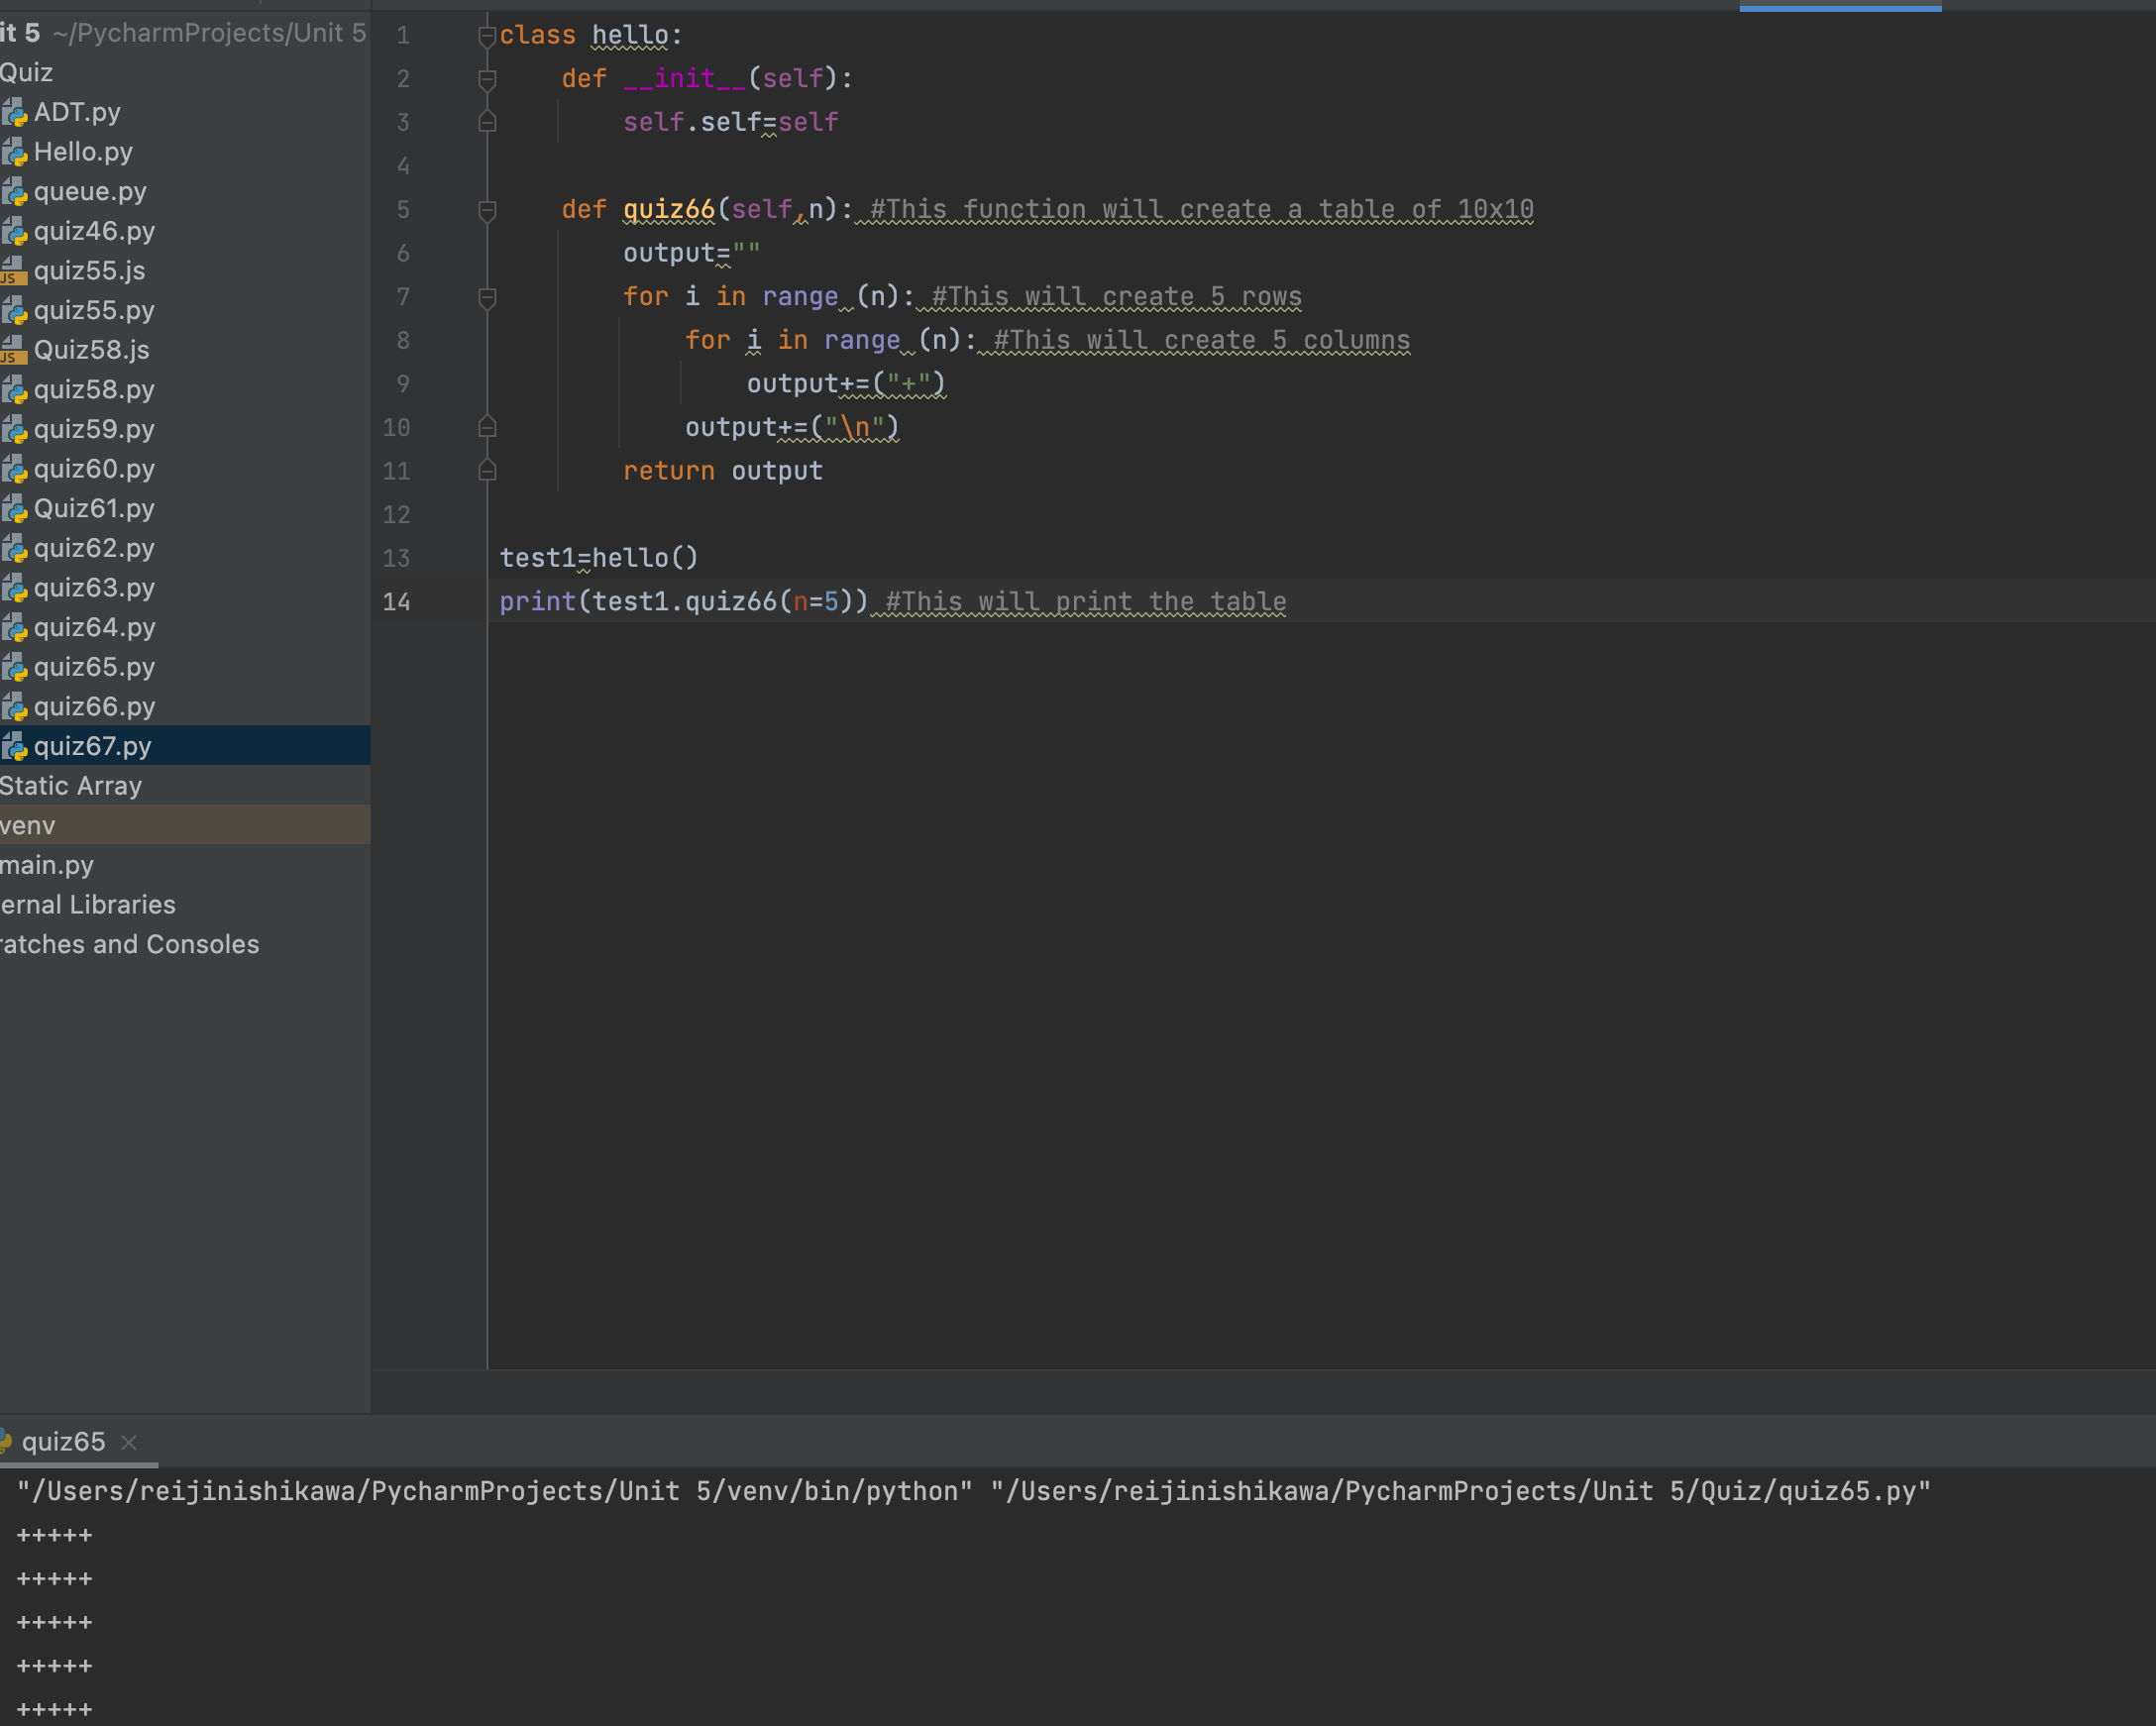 it 5 ~/PycharmProjects/Unit 5
Quiz
ADT.py
Hello.py
queue.py
quiz46.py
JS quiz55.js
quiz55.py
JS Quiz58.js
quiz58.py
quiz59.py
quiz60.py
Quiz61.py
quiz62.py
quiz63.py
quiz64.py
quiz65.py
quiz66.py
quiz67.py
Static Array
venv
main.py
ernal Libraries
ratches and Consoles
1 class hello:
2     def __init__(self):
3         self.self=self
4
5     def quiz66(self,n): #This function will create a table of 10x10
6         output=""
7         for i in range (n): #This will create 5 rows
8             for i in range (n): #This will create 5 columns
9                 output+=("+")
10             output+=("\n")
11         return output
12
13 test1=hello()
14 print(test1.quiz66(n=5)) #This will print the table
quiz65 ×
"/Users/reijinishikawa/PycharmProjects/Unit 5/venv/bin/python" "/Users/reijinishikawa/PycharmProjects/Unit 5/Quiz/quiz65.py"
+++++
+++++
+++++
+++++
+++++